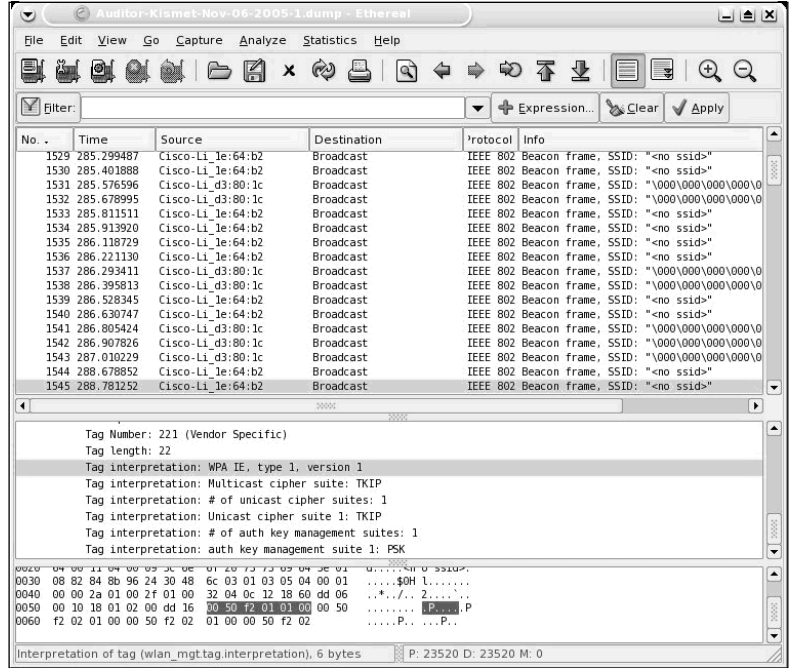 Auditor-Kismet-Nov-06-2005-1.dump - Ethereal
File Edit View Go Capture Analyze Statistics Help
Filter: Expression... Clear Apply
No. . Time Source Destination Protocol Info
1529 285.299487 Cisco-Li_1e:64:b2 Broadcast IEEE 802 Beacon frame, SSID: "<no ssid>"
1530 285.401888 Cisco-Li_1e:64:b2 Broadcast IEEE 802 Beacon frame, SSID: "<no ssid>"
1531 285.576596 Cisco-Li_d3:80:1c Broadcast IEEE 802 Beacon frame, SSID: "\000\000\000\000\0
1532 285.678995 Cisco-Li_d3:80:1c Broadcast IEEE 802 Beacon frame, SSID: "\000\000\000\000\0
1533 285.811511 Cisco-Li_1e:64:b2 Broadcast IEEE 802 Beacon frame, SSID: "<no ssid>"
1534 285.913920 Cisco-Li_1e:64:b2 Broadcast IEEE 802 Beacon frame, SSID: "<no ssid>"
1535 286.118729 Cisco-Li_1e:64:b2 Broadcast IEEE 802 Beacon frame, SSID: "<no ssid>"
1536 286.221130 Cisco-Li_1e:64:b2 Broadcast IEEE 802 Beacon frame, SSID: "<no ssid>"
1537 286.293411 Cisco-Li_d3:80:1c Broadcast IEEE 802 Beacon frame, SSID: "\000\000\000\000\0
1538 286.395813 Cisco-Li_d3:80:1c Broadcast IEEE 802 Beacon frame, SSID: "\000\000\000\000\0
1539 286.528345 Cisco-Li_1e:64:b2 Broadcast IEEE 802 Beacon frame, SSID: "<no ssid>"
1540 286.630747 Cisco-Li_1e:64:b2 Broadcast IEEE 802 Beacon frame, SSID: "<no ssid>"
1541 286.805424 Cisco-Li_d3:80:1c Broadcast IEEE 802 Beacon frame, SSID: "\000\000\000\000\0
1542 286.907826 Cisco-Li_d3:80:1c Broadcast IEEE 802 Beacon frame, SSID: "\000\000\000\000\0
1543 287.010229 Cisco-Li_d3:80:1c Broadcast IEEE 802 Beacon frame, SSID: "\000\000\000\000\0
1544 288.678852 Cisco-Li_1e:64:b2 Broadcast IEEE 802 Beacon frame, SSID: "<no ssid>"
1545 288.781252 Cisco-Li_1e:64:b2 Broadcast IEEE 802 Beacon frame, SSID: "<no ssid>"
Tag Number: 221 (Vendor Specific)
Tag length: 22
Tag interpretation: WPA IE, type 1, version 1
Tag interpretation: Multicast cipher suite: TKIP
Tag interpretation: # of unicast cipher suites: 1
Tag interpretation: Unicast cipher suite 1: TKIP
Tag interpretation: # of auth key management suites: 1
Tag interpretation: auth key management suite 1: PSK
0030 08 82 84 8b 96 24 30 48 6c 03 01 03 05 04 00 01 .....$0H l.......
0040 00 00 2a 01 00 2f 01 00 32 04 0c 12 18 60 dd 06 ..*../.. 2....`..
0050 00 10 18 01 02 00 dd 16 00 50 f2 01 01 00 00 50 ........ .P.....P
0060 f2 02 01 00 00 50 f2 02 01 00 00 50 f2 02 .....P.. ...P..
Interpretation of tag (wlan_mgt.tag.interpretation), 6 bytes P: 23520 D: 23520 M: 0